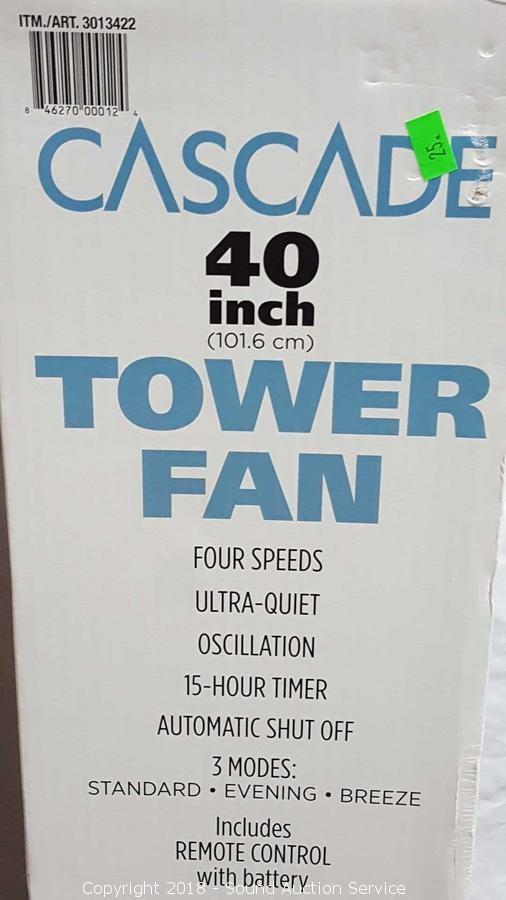 ITM./ART. 3013422
8 46270 00012 4
CASCADE
25.
40
inch
(101.6 cm)
TOWER
FAN
FOUR SPEEDS
ULTRA-QUIET
OSCILLATION
15-HOUR TIMER
AUTOMATIC SHUT OFF
3 MODES:
STANDARD • EVENING • BREEZE
Includes
REMOTE CONTROL
with battery
Copyright 2018 - Sound Auction Service